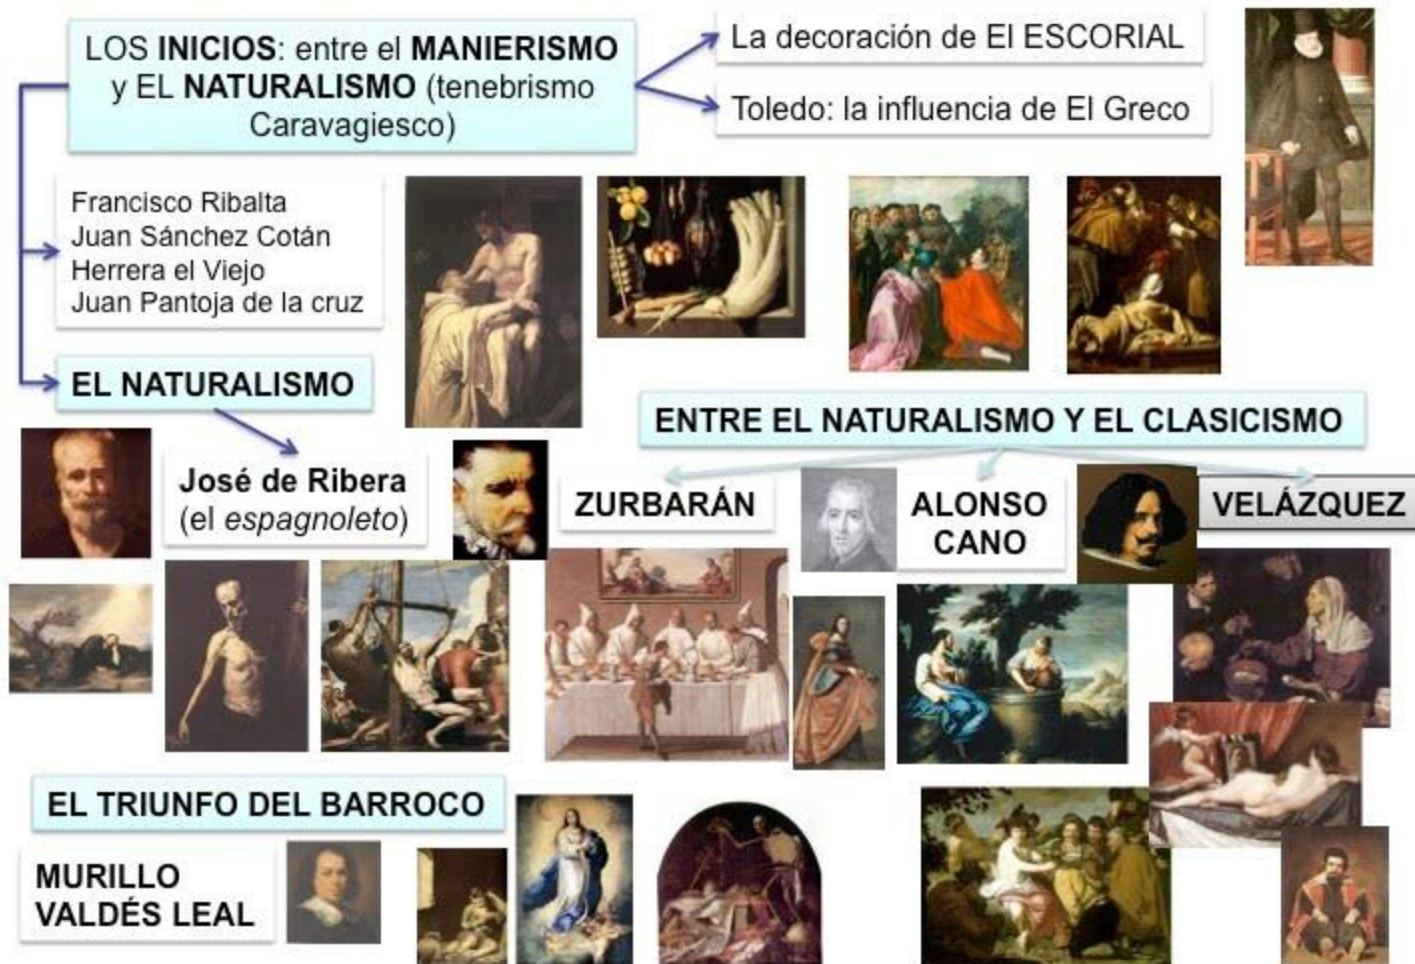 LOS INICIOS: entre el MANIERISMO
y EL NATURALISMO (tenebrismo
Caravagiesco)
La decoración de El ESCORIAL
Toledo: la influencia de El Greco
Francisco Ribalta
Juan Sánchez Cotán
Herrera el Viejo
Juan Pantoja de la cruz
EL NATURALISMO
José de Ribera
(el espagnoleto)
ENTRE EL NATURALISMO Y EL CLASICISMO
ZURBARÁN
ALONSO
CANO
VELÁZQUEZ
EL TRIUNFO DEL BARROCO
MURILLO
VALDÉS LEAL